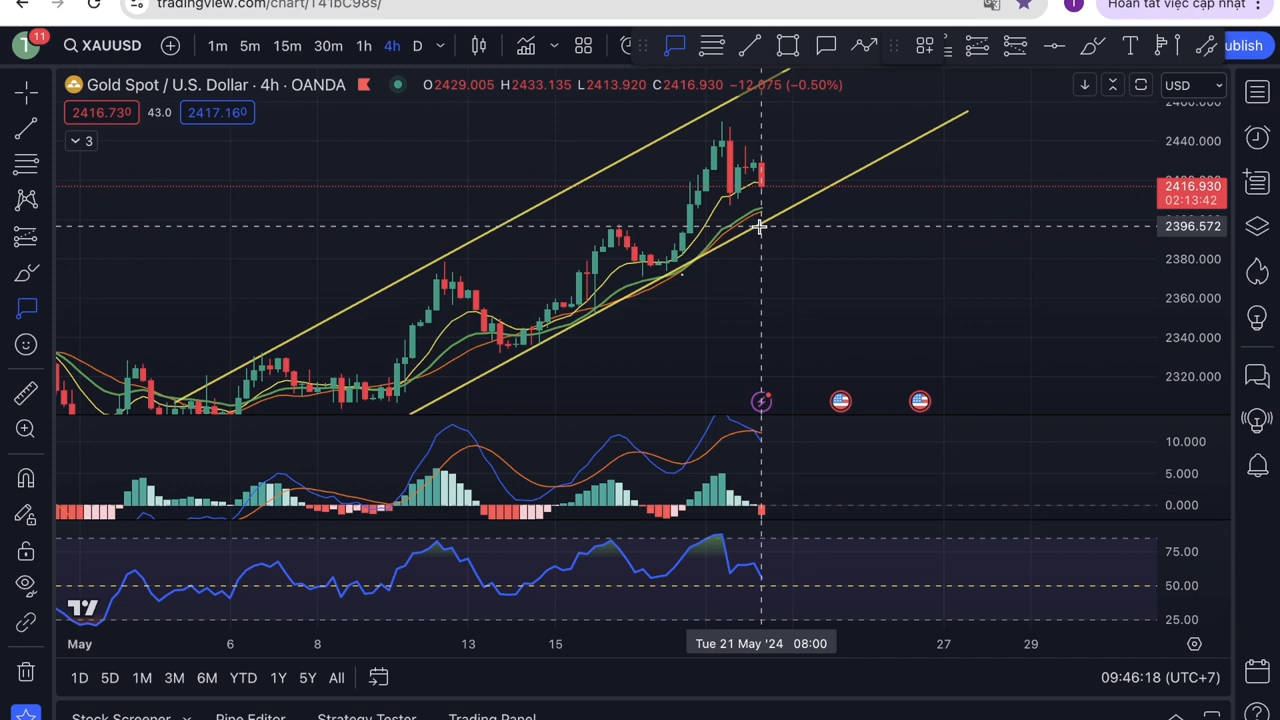 tradingview.com/chart/T41bC98s/
T
Hoàn tất việc cập nhật
11
XAUUSD
1m 5m 15m 30m 1h 4h D
ublish
Gold Spot / U.S. Dollar · 4h · OANDA
O2429.005 H2433.135 L2413.920 C2416.930 −12.075 (−0.50%)
USD
2416.730
43.0
2417.160
3
2440.000
2416.930
02:13:42
2396.572
2380.000
2360.000
2340.000
2320.000
10.000
5.000
0.000
75.00
50.00
25.00
May 6 8 13 15 Tue 21 May '24 08:00 27 29
1D 5D 1M 3M 6M YTD 1Y 5Y All
09:46:18 (UTC+7)
Stock Screener Pine Editor Strategy Tester Trading Panel